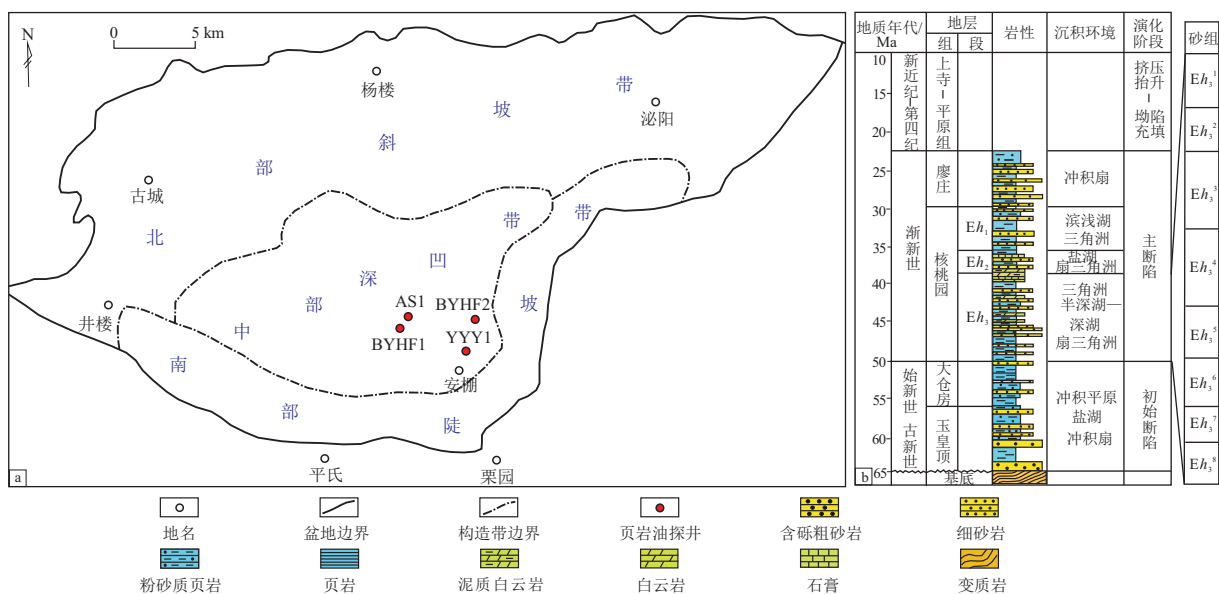 N
0 5 km
杨楼
泌阳
古城
井楼
北部斜坡带
中部深凹带
南部陡坡带
AS1
BYHF2
BYHF1
YYY1
安棚
平氏
栗园
a
地质年代/Ma
地层
组
段
岩性
沉积环境
演化阶段
砂组
10
15
20
25
30
35
40
45
50
55
60
65
新近纪-第四纪
渐新世
始新世
古新世
上寺-平原组
廖庄
核桃园
大仓房
玉皇顶
基底
Eh₁
Eh₂
Eh₃
冲积扇
滨浅湖
三角洲
盐湖
扇三角洲
三角洲
半深湖—
深湖
扇三角洲
冲积平原
盐湖
冲积扇
挤压抬升-坳陷充填
主断陷
初始断陷
Eh₃¹
Eh₃²
Eh₃³
Eh₃⁴
Eh₃⁵
Eh₃⁶
Eh₃⁷
Eh₃⁸
b
地名
盆地边界
构造带边界
页岩油探井
含砾粗砂岩
细砂岩
粉砂质页岩
页岩
泥质白云岩
白云岩
石膏
变质岩